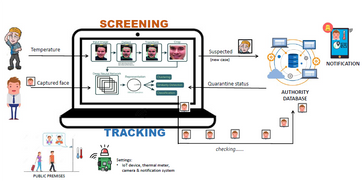 SCREENING
Temperature
Suspected
(new case)
NOTIFICATION
Captured face
Quarantine status
AUTHORITY
DATABASE
TRACKING
checking......
Settings:
• IoT device, thermal meter,
camera & notification system
PUBLIC PREMISES